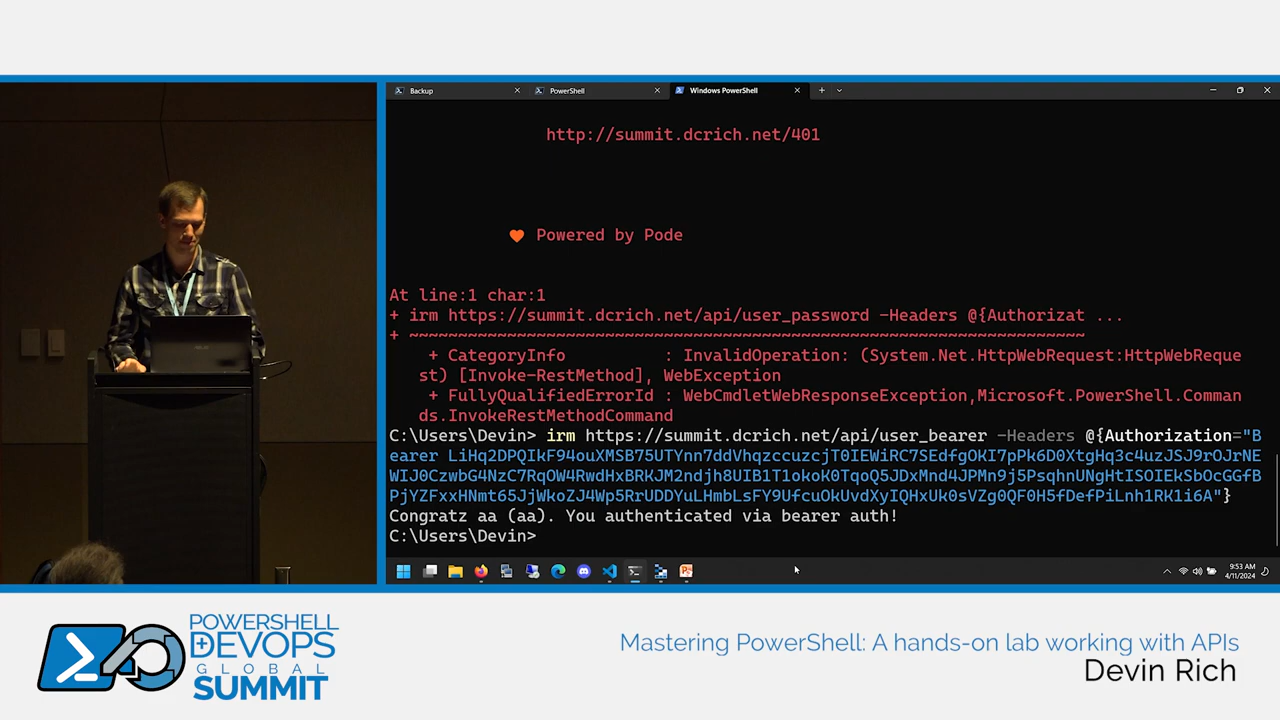 Backup
PowerShell
Windows PowerShell
http://summit.dcrich.net/401
Powered by Pode
At line:1 char:1
+ irm https://summit.dcrich.net/api/user_password -Headers @{Authorizat ...
+ ~~~~~~~~~~~~~~~~~~~~~~~~~~~~~~~~~~~~~~~~~~~~~~~~~~~~~~~~~~~~~~~~~~~~~
+ CategoryInfo : InvalidOperation: (System.Net.HttpWebRequest:HttpWebReque
st) [Invoke-RestMethod], WebException
+ FullyQualifiedErrorId : WebCmdletWebResponseException,Microsoft.PowerShell.Comman
ds.InvokeRestMethodCommand
C:\Users\Devin> irm https://summit.dcrich.net/api/user_bearer -Headers @{Authorization="B
earer LiHq2DPQIkF94ouXMSB75UTYnn7ddVhqzccuzcjT0IEWiRC7SEdfgOKI7pPk6D0XtgHq3c4uzJSJ9rOJrNE
WIJ0CzwbG4NzC7RqOW4RwdHxBRKJM2ndjh8UIB1T1okoK0TqoQ5JDxMnd4JPMn9j5PsqhnUNgHtISOIEkSbOcGGfB
PjYZFxxHNmt65JjWkoZJ4Wp5RrUDDYuLHmbLsFY9UfcuOkUvdXyIQHxUk0sVZg0QF0H5fDefPiLnh1RK1i6A"}
Congratz aa (aa). You authenticated via bearer auth!
C:\Users\Devin>
9:53 AM
4/11/2024
POWERSHELL
+DEVOPS
GLOBAL
SUMMIT
Mastering PowerShell: A hands-on lab working with APIs
Devin Rich